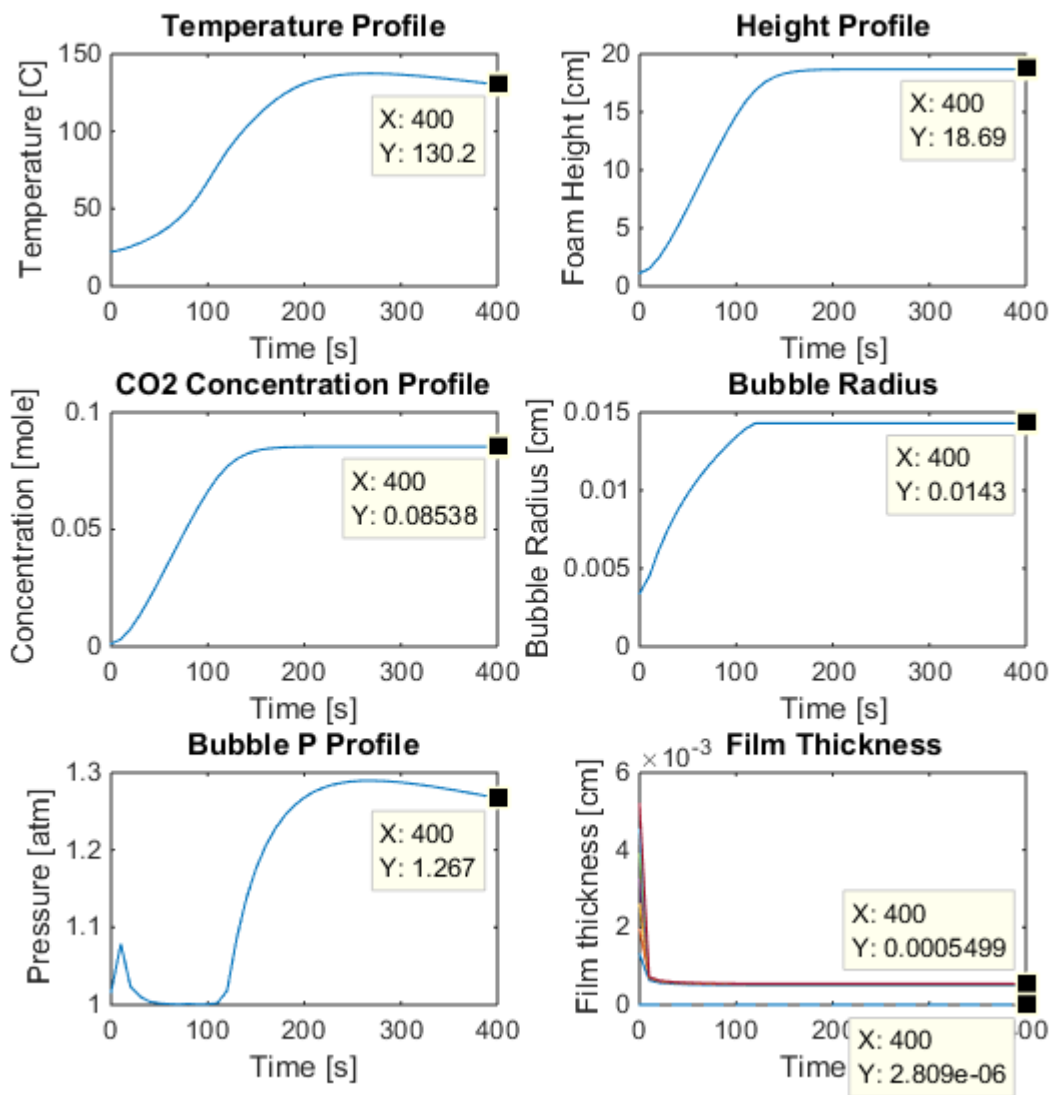 Temperature Profile
Temperature [C]
150
100
50
0
X: 400
Y: 130.2
0 100 200 300 400
Time [s]
Height Profile
Foam Height [cm]
20
15
10
5
0
X: 400
Y: 18.69
0 100 200 300 400
Time [s]
CO2 Concentration Profile
Concentration [mole]
0.1
0.05
0
X: 400
Y: 0.08538
0 100 200 300 400
Time [s]
Bubble Radius
Bubble Radius [cm]
0.015
0.01
0.005
0
X: 400
Y: 0.0143
0 100 200 300 400
Time [s]
Bubble P Profile
Pressure [atm]
1.3
1.2
1.1
1
X: 400
Y: 1.267
0 100 200 300 400
Time [s]
Film Thickness
× 10⁻³
Film thickness [cm]
6
4
2
0
X: 400
Y: 0.0005499
0 100 200 300 400
Time
X: 400
Y: 2.809e-06